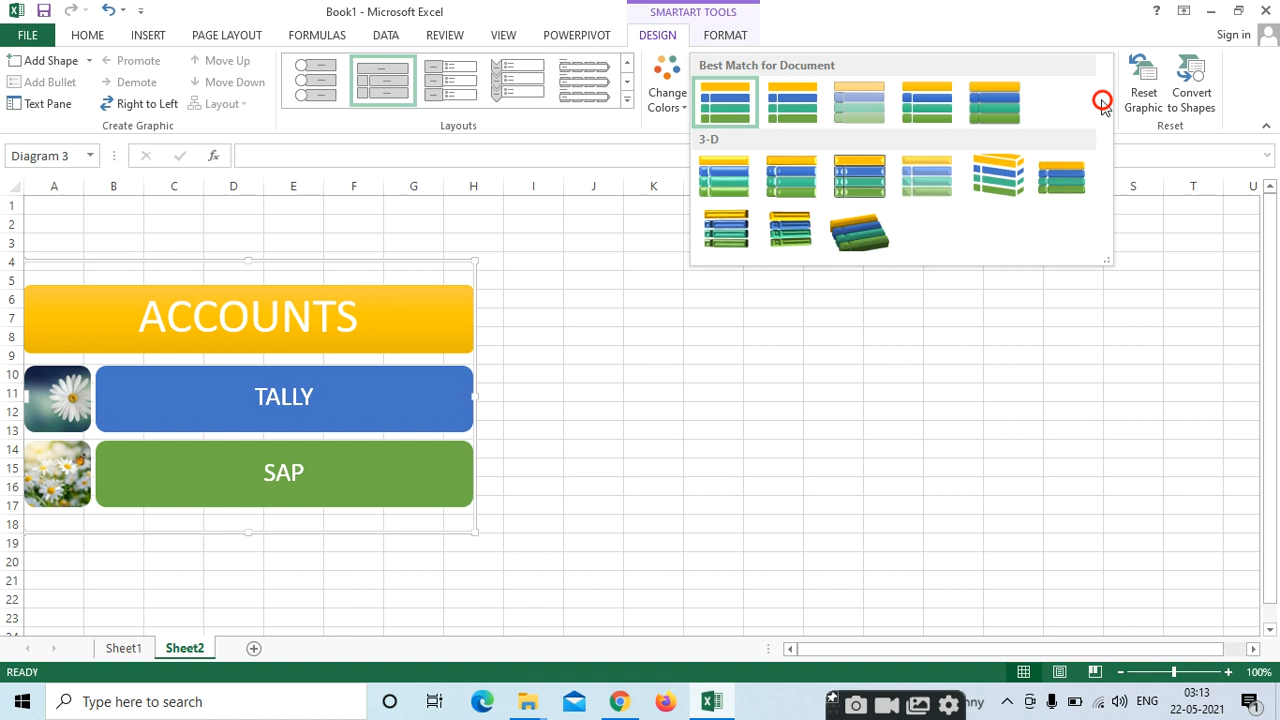 Book1 - Microsoft Excel
SMARTART TOOLS
Sign in
FILE
HOME
INSERT
PAGE LAYOUT
FORMULAS
DATA
REVIEW
VIEW
POWERPIVOT
DESIGN
FORMAT
Add Shape
Promote
Move Up
Add Bullet
Demote
Move Down
Text Pane
Right to Left
Layout
Create Graphic
Layouts
Change
Colors
Best Match for Document
3-D
Reset
Graphic
Convert
to Shapes
Reset
Diagram 3
fx
A B C D E F G H I J K S T U
1
2
3
4
5
6
7
8
9
10
11
12
13
14
15
16
17
18
19
20
21
22
23
ACCOUNTS
TALLY
SAP
Sheet1
Sheet2
READY
100%
Type here to search
ENG
03:13
22-05-2021
1